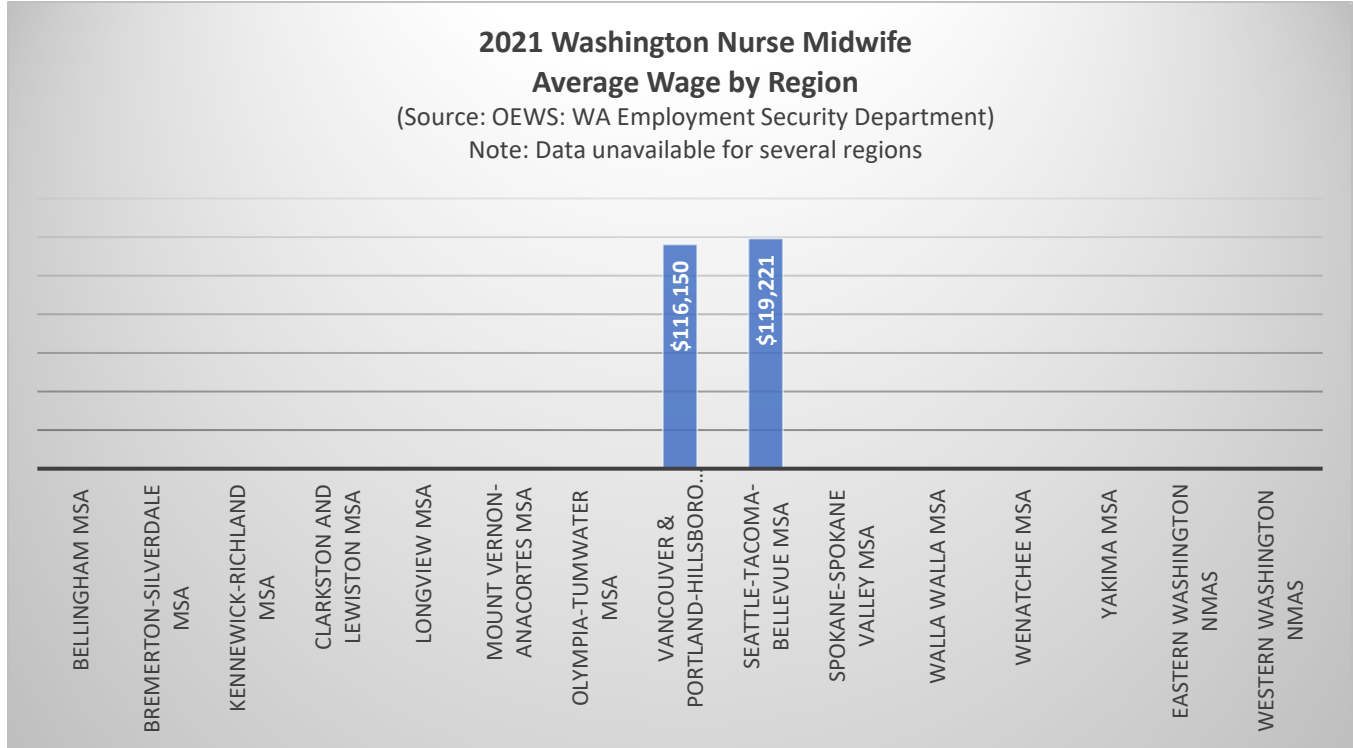 2021 Washington Nurse Midwife
Average Wage by Region
(Source: OEWS: WA Employment Security Department)
Note: Data unavailable for several regions
$116,150
$119,221
BELLINGHAM MSA
BREMERTON-SILVERDALE
MSA
KENNEWICK-RICHLAND
MSA
CLARKSTON AND
LEWISTON MSA
LONGVIEW MSA
MOUNT VERNON-
ANACORTES MSA
OLYMPIA-TUMWATER
MSA
VANCOUVER &
PORTLAND-HILLSBORO…
SEATTLE-TACOMA-
BELLEVUE MSA
SPOKANE-SPOKANE
VALLEY MSA
WALLA WALLA MSA
WENATCHEE MSA
YAKIMA MSA
EASTERN WASHINGTON
NMAS
WESTERN WASHINGTON
NMAS